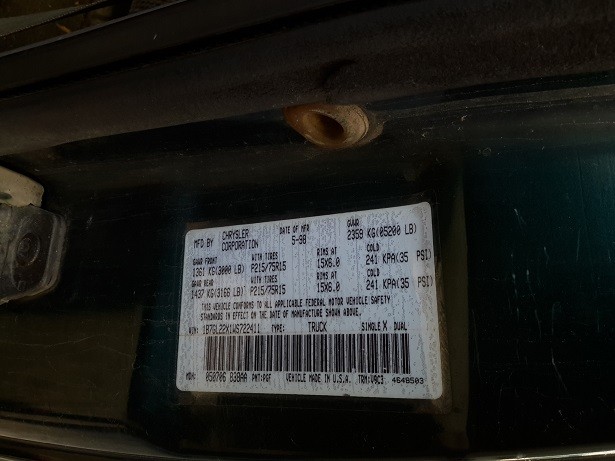 MFD BY CHRYSLER CORPORATION DATE OF MFR 5-98 GVWR 2359 KG(05200 LB)
GAWR FRONT WITH TIRES RIMS AT COLD
1361 KG(3000 LB) P215/75R15 15X6.0 241 KPA(35 PSI)
GAWR REAR WITH TIRES RIMS AT COLD
1437 KG(3166 LB) P215/75R15 15X6.0 241 KPA(35 PSI)
THIS VEHICLE CONFORMS TO ALL APPLICABLE FEDERAL MOTOR VEHICLE SAFETY
STANDARDS IN EFFECT ON THE DATE OF MANUFACTURE SHOWN ABOVE.
VIN: 1B7GL22X1WS722411 TYPE: TRUCK SINGLE X DUAL
MDH: 050706 838AA PNT:PGF VEHICLE MADE IN U.S.A. TRM:V9C3 4648503